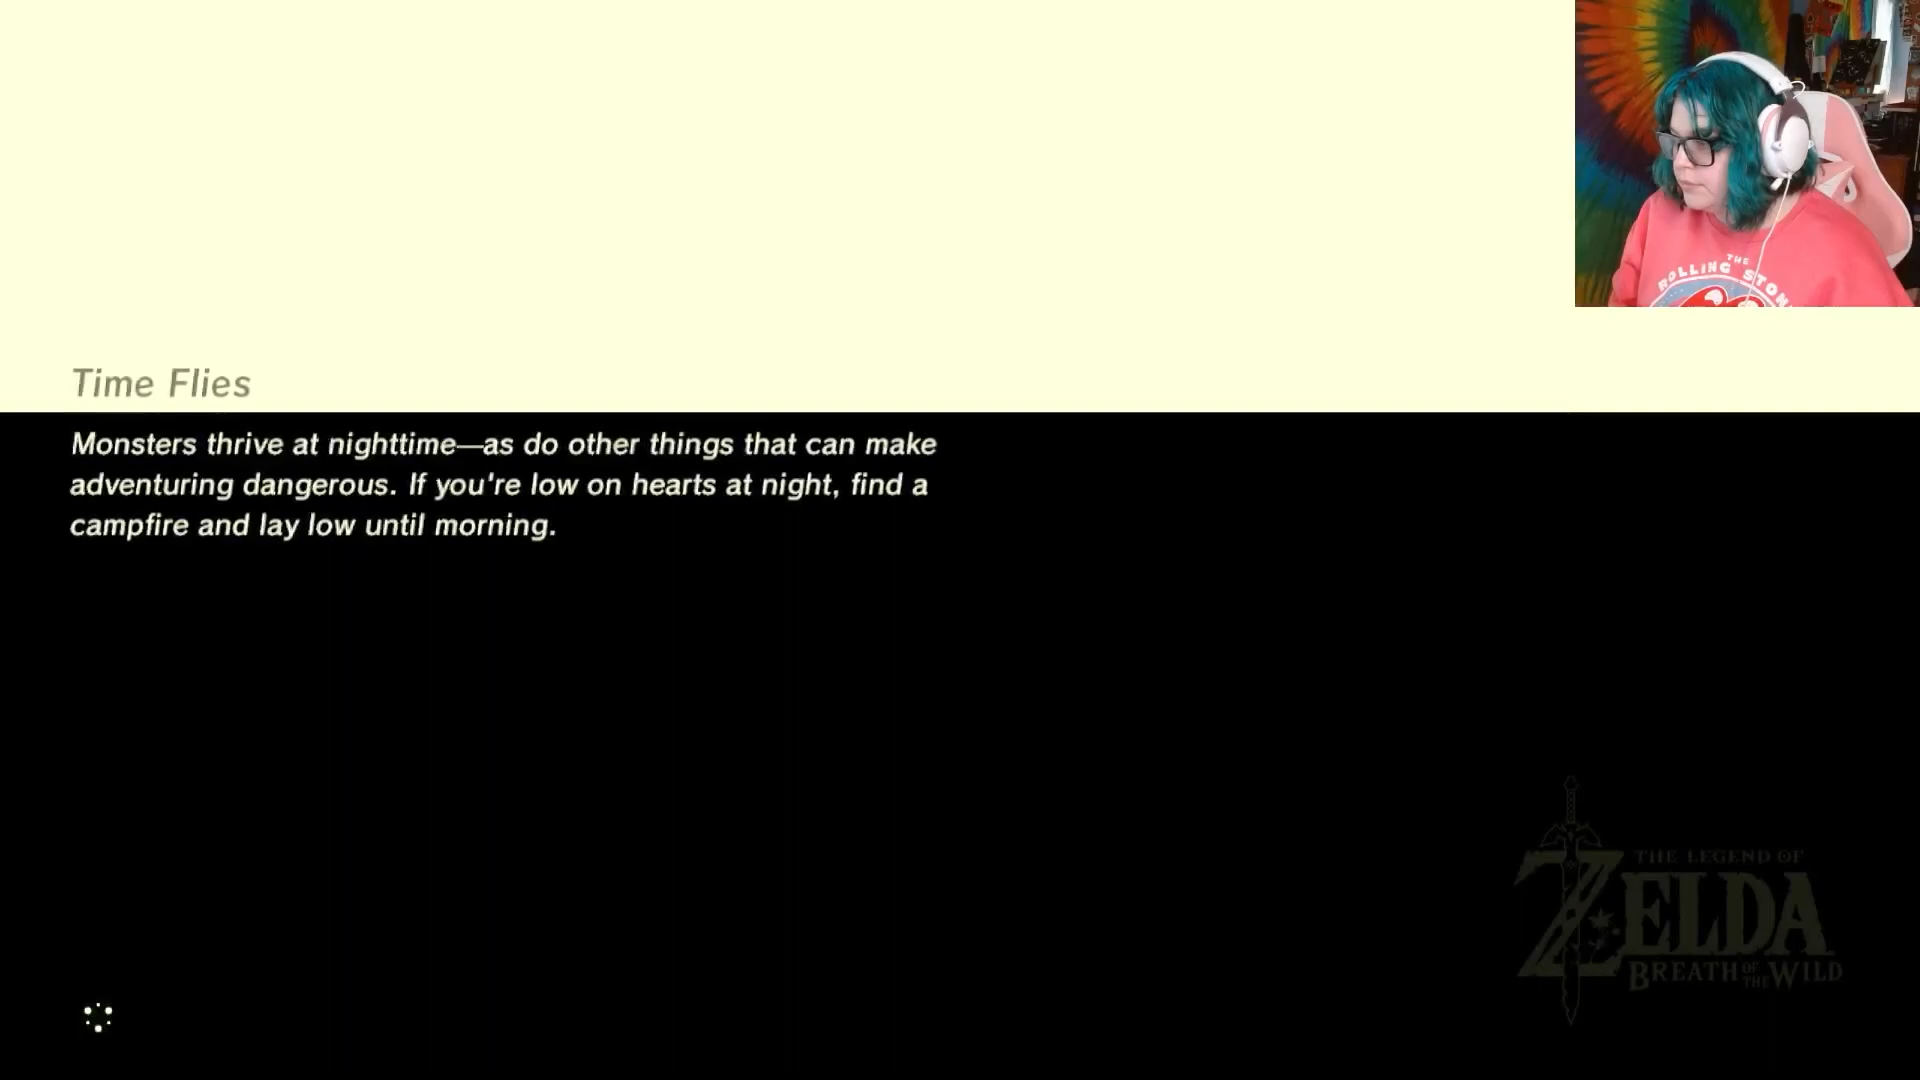 THE
ROLLING STON
Time Flies
Monsters thrive at nighttime—as do other things that can make
adventuring dangerous. If you're low on hearts at night, find a
campfire and lay low until morning.
THE LEGEND OF
ZELDA
BREATH OF THE WILD